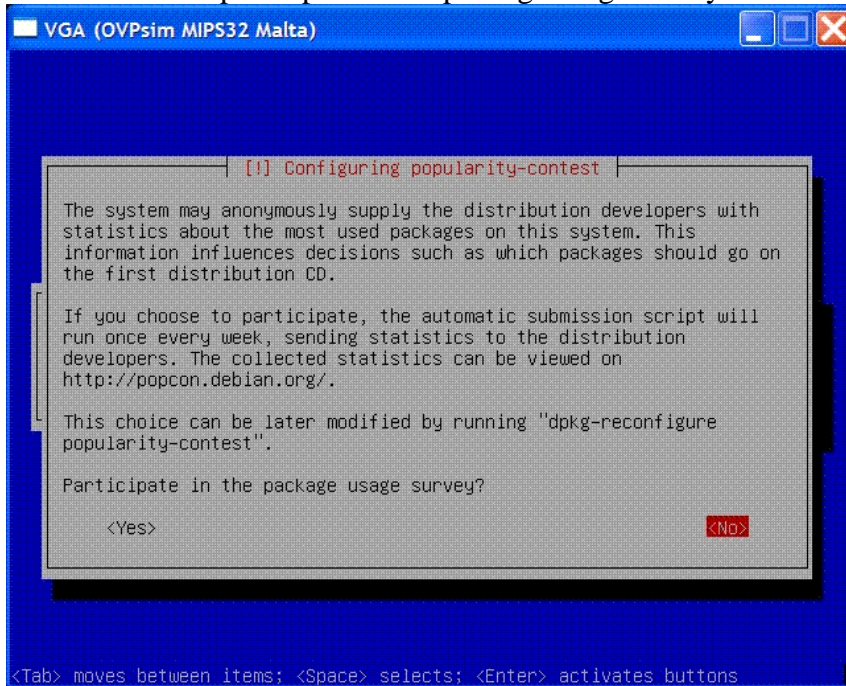 VGA (OVPsim MIPS32 Malta)
[!] Configuring popularity-contest
The system may anonymously supply the distribution developers with
statistics about the most used packages on this system. This
information influences decisions such as which packages should go on
the first distribution CD.
If you choose to participate, the automatic submission script will
run once every week, sending statistics to the distribution
developers. The collected statistics can be viewed on
http://popcon.debian.org/.
This choice can be later modified by running "dpkg-reconfigure
popularity-contest".
Participate in the package usage survey?
<Yes> <No>
<Tab> moves between items; <Space> selects; <Enter> activates buttons